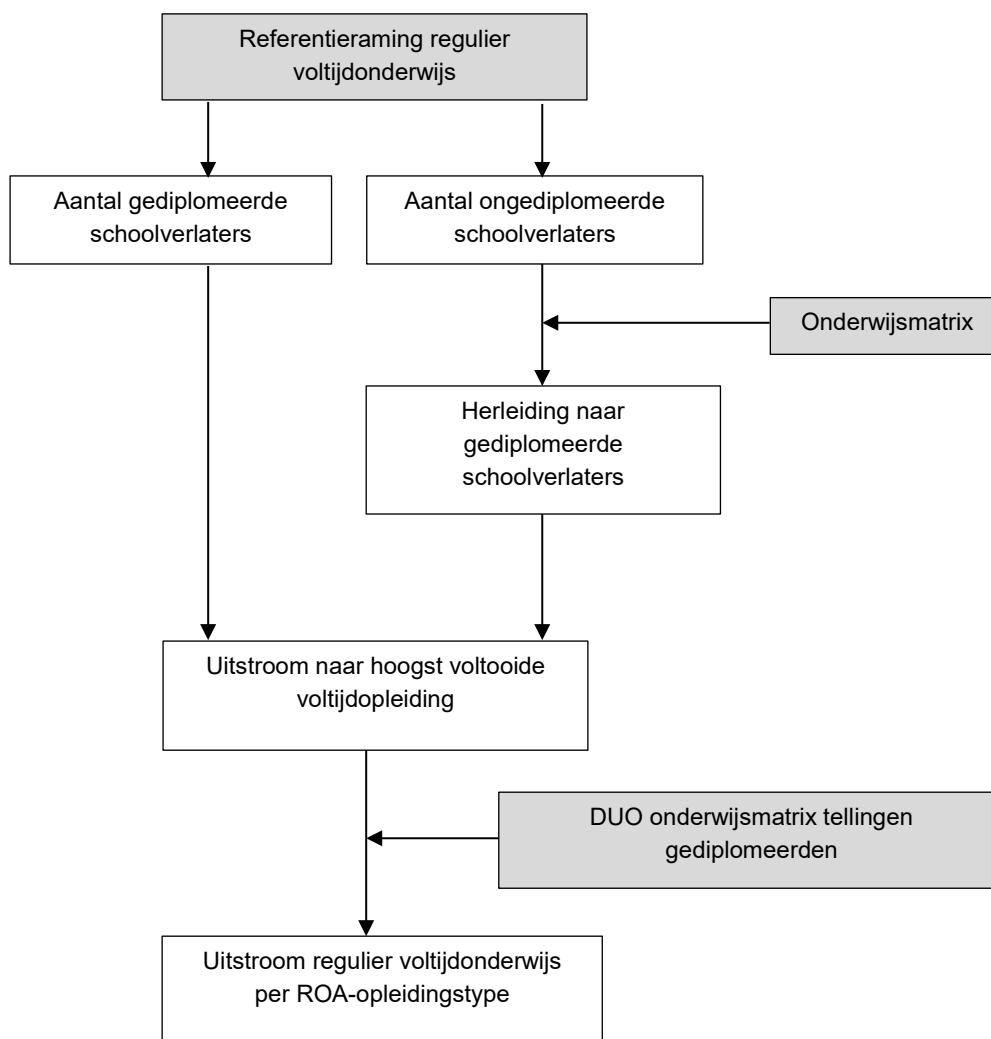 Referentieraming regulier
voltijdonderwijs
Aantal gediplomeerde
schoolverlaters
Aantal ongediplomeerde
schoolverlaters
Onderwijsmatrix
Herleiding naar
gediplomeerde
schoolverlaters
Uitstroom naar hoogst voltooide
voltijdopleiding
DUO onderwijsmatrix tellingen
gediplomeerden
Uitstroom regulier voltijdonderwijs
per ROA-opleidingstype